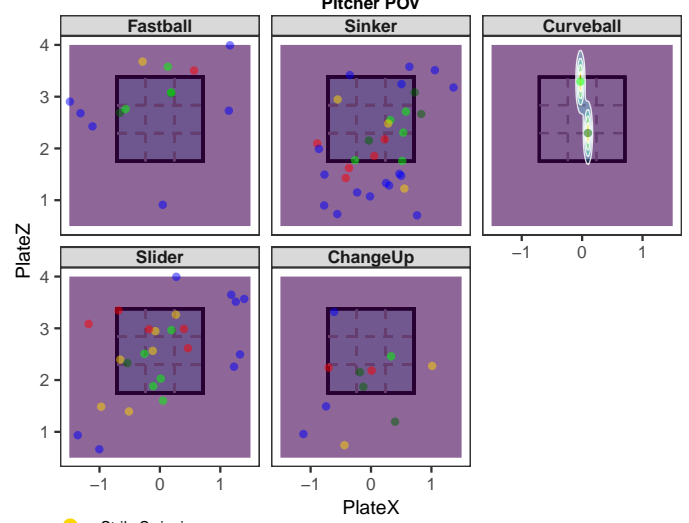 Pitcher POV
Fastball
Sinker
Curveball
4
3
2
1
−1
0
1
PlateZ
Slider
ChangeUp
4
3
2
1
−1
0
1
−1
0
1
PlateX